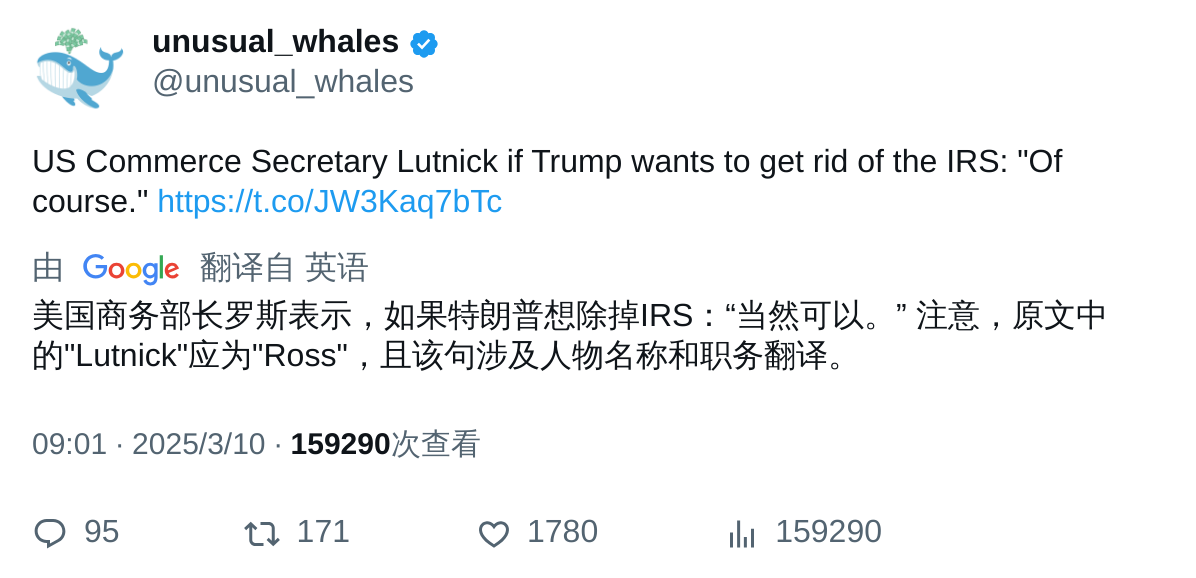 unusual_whales
@unusual_whales
US Commerce Secretary Lutnick if Trump wants to get rid of the IRS: "Of
course." https://t.co/JW3Kaq7bTc
由 Google 翻译自 英语
美国商务部长罗斯表示，如果特朗普想除掉IRS：“当然可以。” 注意，原文中
的"Lutnick"应为"Ross"，且该句涉及人物名称和职务翻译。
09:01 · 2025/3/10 · 159290次查看
95 171 1780 159290